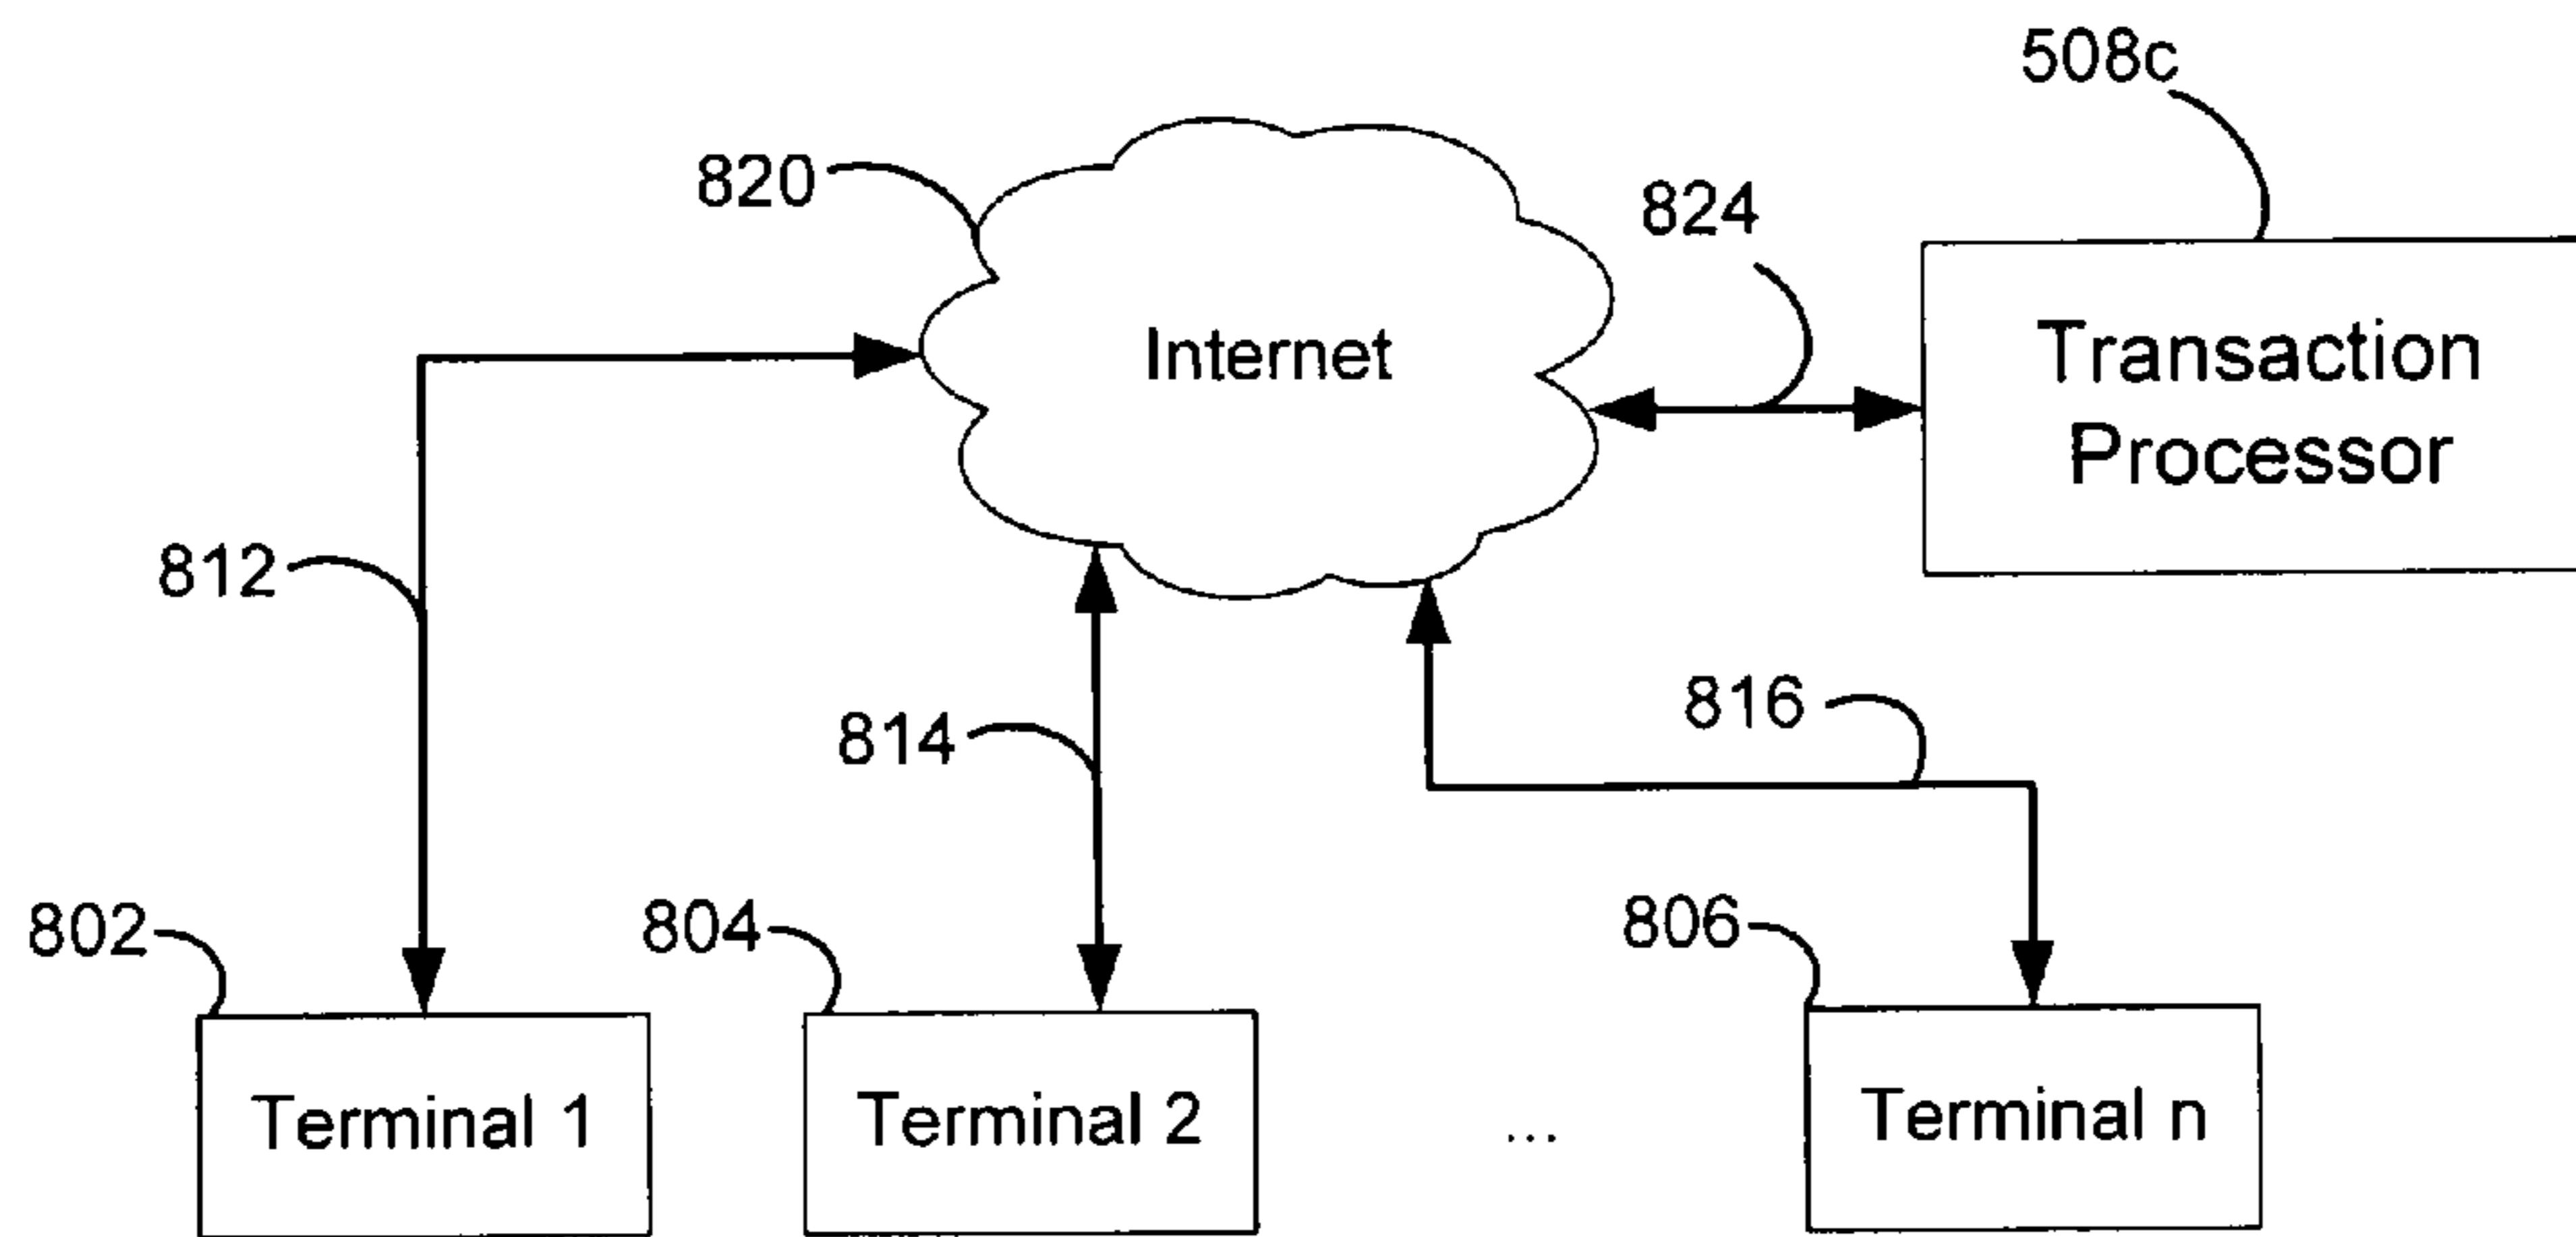 508c
820
824
Internet
Transaction
Processor
812
814
816
802
804
806
Terminal 1
Terminal 2
...
Terminal n